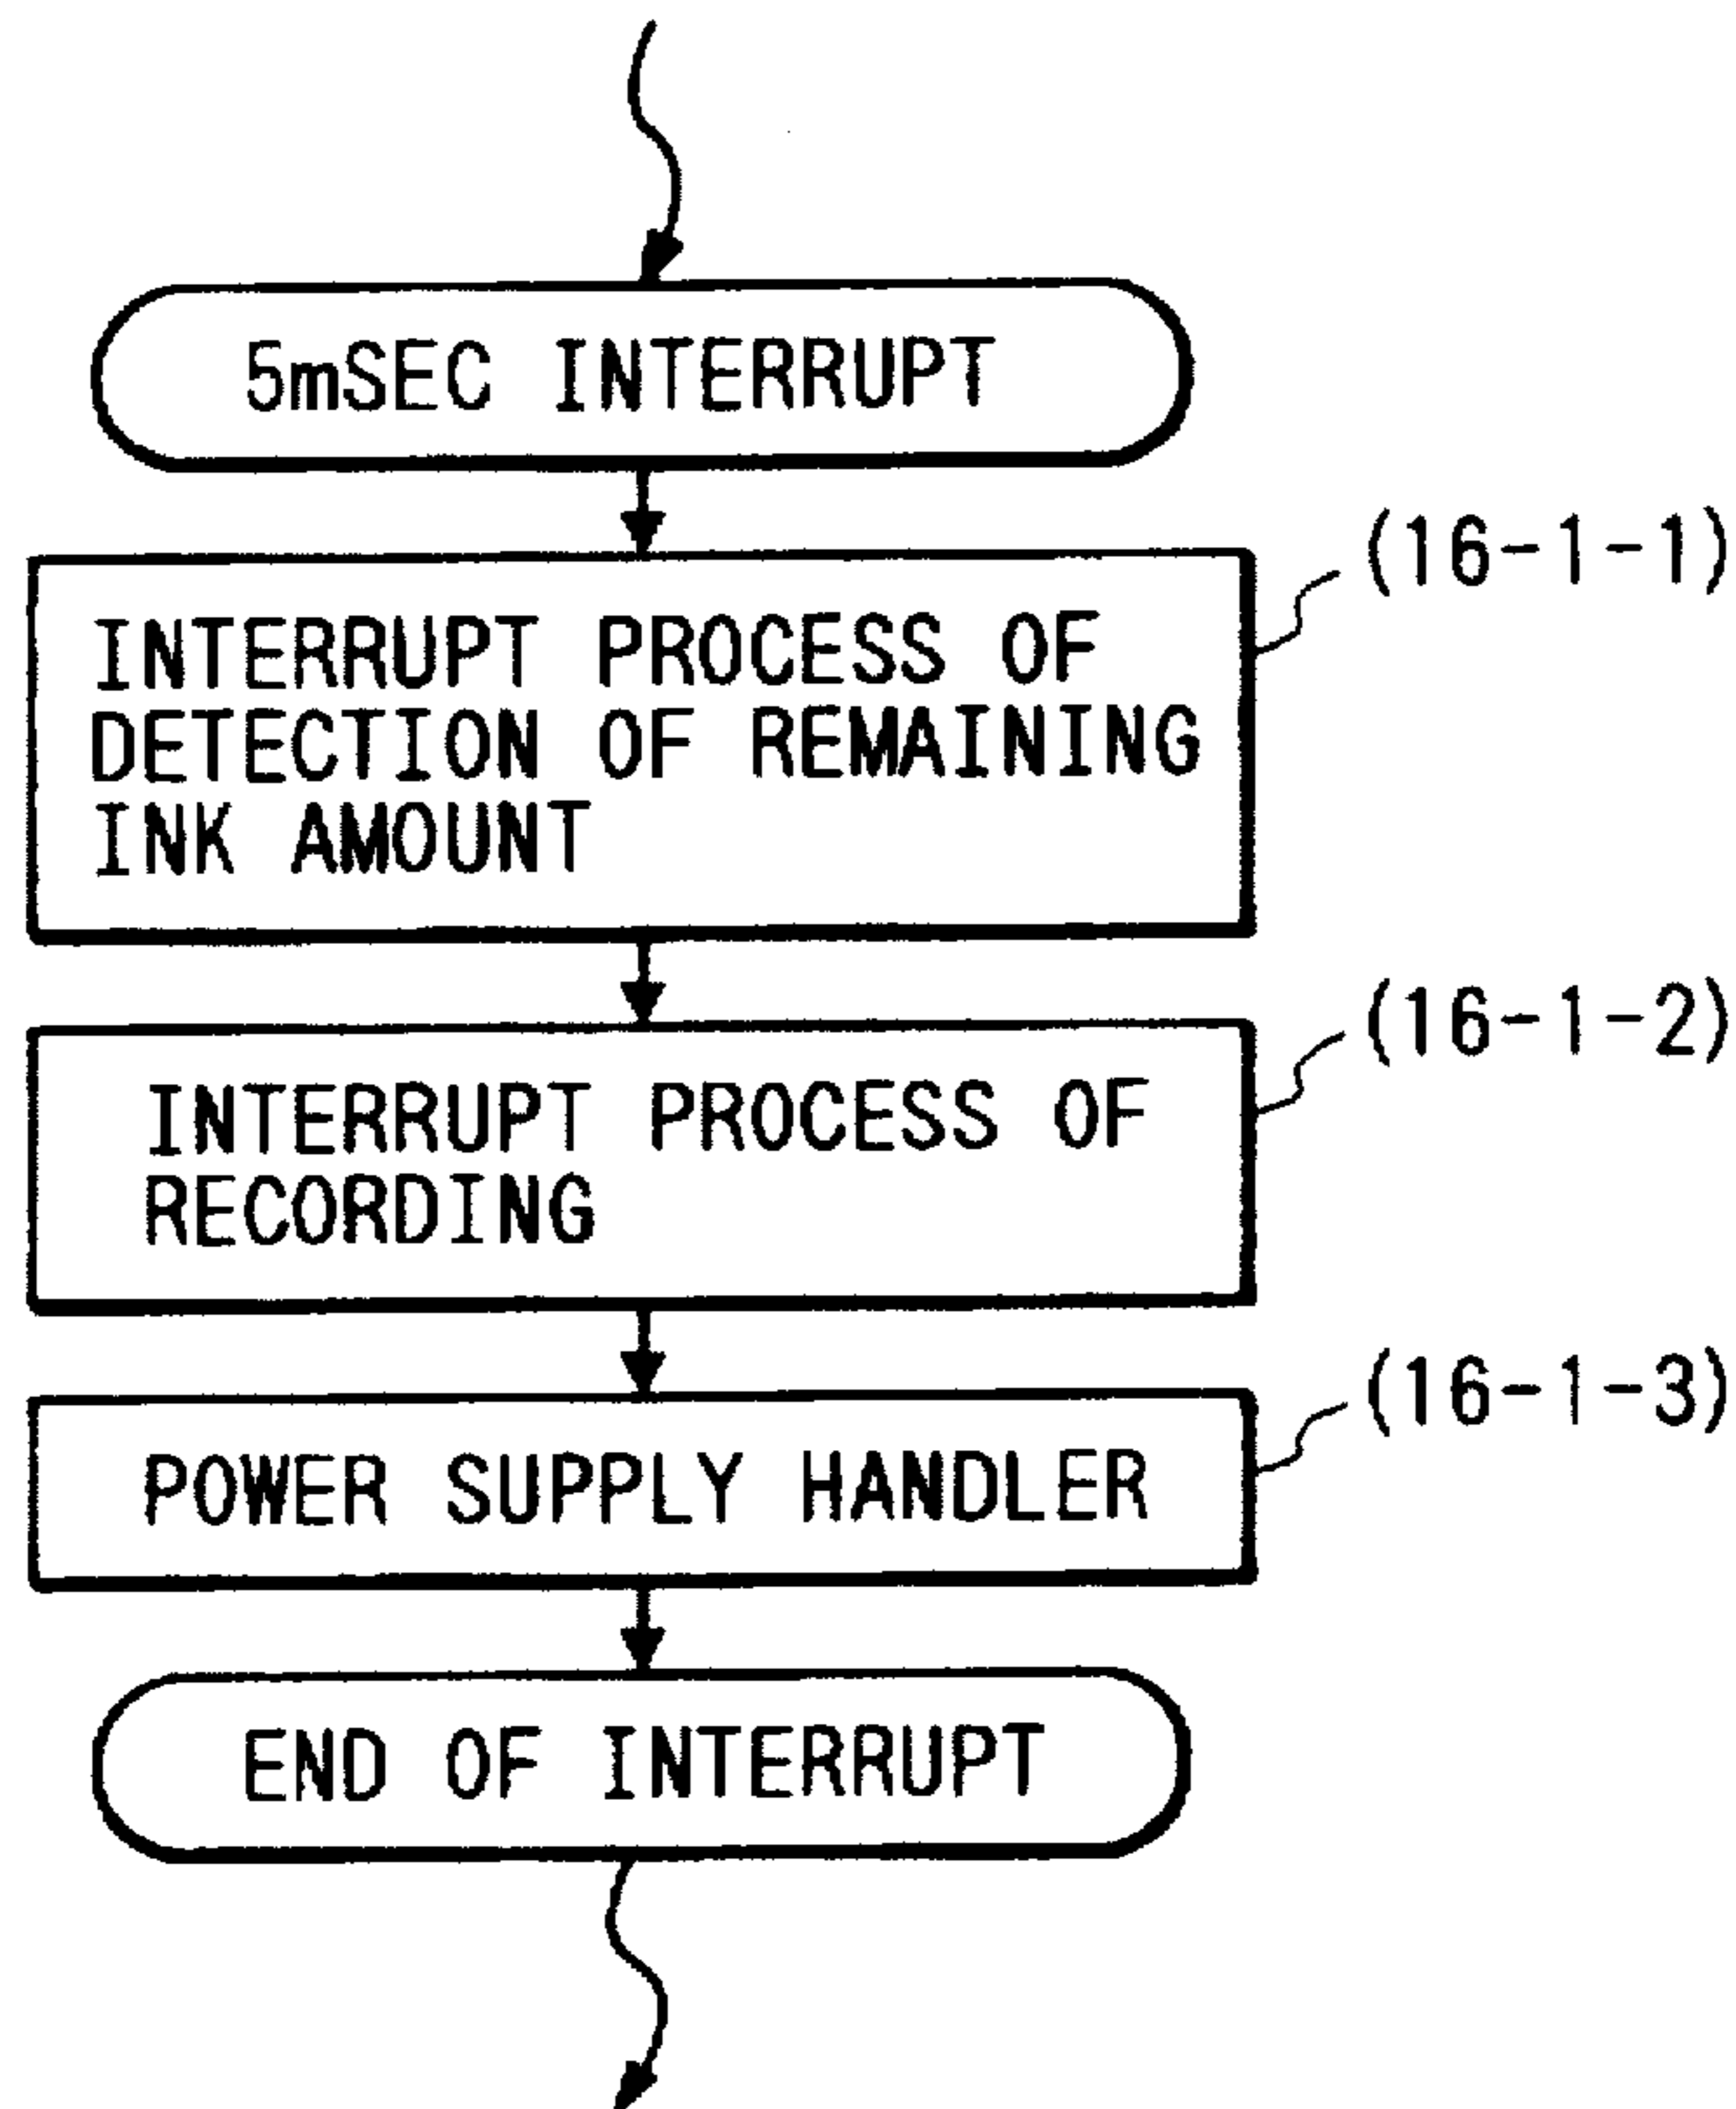 5mSEC INTERRUPT
(16-1-1)
INTERRUPT PROCESS OF
DETECTION OF REMAINING
INK AMOUNT
(16-1-2)
INTERRUPT PROCESS OF
RECORDING
(16-1-3)
POWER SUPPLY HANDLER
END OF INTERRUPT